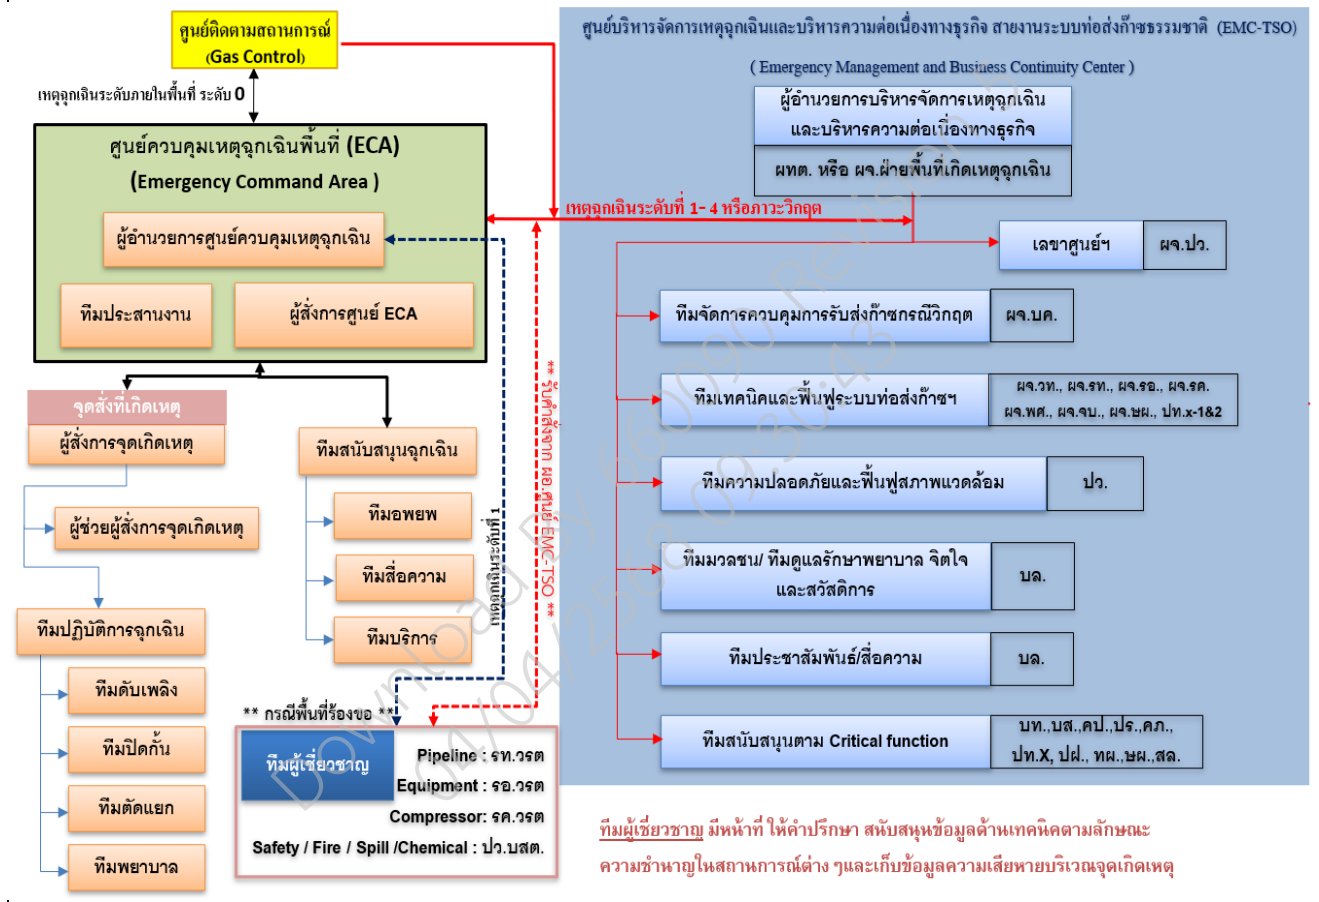 ศูนย์ติดตามสถานการณ์
(Gas Control)
เหตุฉุกเฉินระดับภายในพื้นที่ ระดับ 0
ศูนย์ควบคุมเหตุฉุกเฉินพื้นที่ (ECA)
(Emergency Command Area )
ผู้อำนวยการศูนย์ควบคุมเหตุฉุกเฉิน
ทีมประสานงาน
ผู้สั่งการศูนย์ ECA
จุดสั่งที่เกิดเหตุ
ผู้สั่งการจุดเกิดเหตุ
ผู้ช่วยผู้สั่งการจุดเกิดเหตุ
ทีมปฏิบัติการฉุกเฉิน
ทีมดับเพลิง
ทีมปิดกั้น
ทีมตัดแยก
ทีมพยาบาล
ทีมสนับสนุนฉุกเฉิน
ทีมอพยพ
ทีมสื่อความ
ทีมบริการ
เหตุฉุกเฉินระดับที่ 1
** รับคำสั่งจาก ผอ.ศูนย์ EMC-TSO **
** กรณีพื้นที่ร้องขอ **
ทีมผู้เชี่ยวชาญ
Pipeline : รท.วรต
Equipment : รอ.วรต
Compressor: รค.วรต
Safety / Fire / Spill /Chemical : ปว.บสต.
ศูนย์บริหารจัดการเหตุฉุกเฉินและบริหารความต่อเนื่องทางธุรกิจ สายงานระบบท่อส่งก๊าซธรรมชาติ (EMC-TSO)
( Emergency Management and Business Continuity Center )
ผู้อำนวยการบริหารจัดการเหตุฉุกเฉิน
และบริหารความต่อเนื่องทางธุรกิจ
ผทต. หรือ ผจ.ฝ่ายพื้นที่เกิดเหตุฉุกเฉิน
เหตุฉุกเฉินระดับที่ 1- 4 หรือภาวะวิกฤต
เลขาศูนย์ฯ
ผจ.ปว.
ทีมจัดการควบคุมการรับส่งก๊าซกรณีวิกฤต
ผจ.บค.
ทีมเทคนิคและฟื้นฟูระบบท่อส่งก๊าซฯ
ผจ.วท., ผจ.รท., ผจ.รอ., ผจ.รค.
ผจ.พศ., ผจ.จบ., ผจ.ษผ., ปท.x-1&2
ทีมความปลอดภัยและฟื้นฟูสภาพแวดล้อม
ปว.
ทีมมวลชน/ ทีมดูแลรักษาพยาบาล จิตใจ
และสวัสดิการ
บล.
ทีมประชาสัมพันธ์/สื่อความ
บล.
ทีมสนับสนุนตาม Critical function
บท.,บส.,คป.,ปร.,คภ.,
ปท.X, ปฝ., ทผ.,ษผ.,สล.
ทีมผู้เชี่ยวชาญ มีหน้าที่ ให้คำปรึกษา สนับสนุนข้อมูลด้านเทคนิคตามลักษณะ
ความชำนาญในสถานการณ์ต่าง ๆและเก็บข้อมูลความเสียหายบริเวณจุดเกิดเหตุ